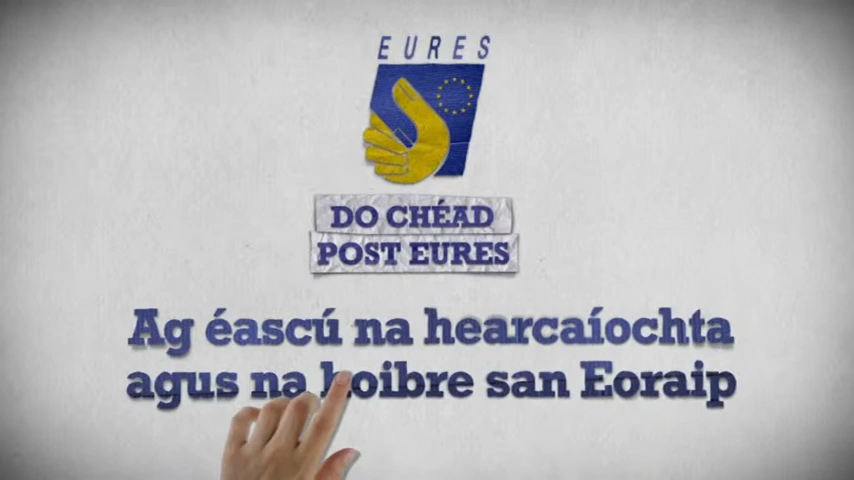 EURES
DO CHÉAD
POST EURES
Ag éascú na hearcaíochta
agus na hoibre san Eoraip